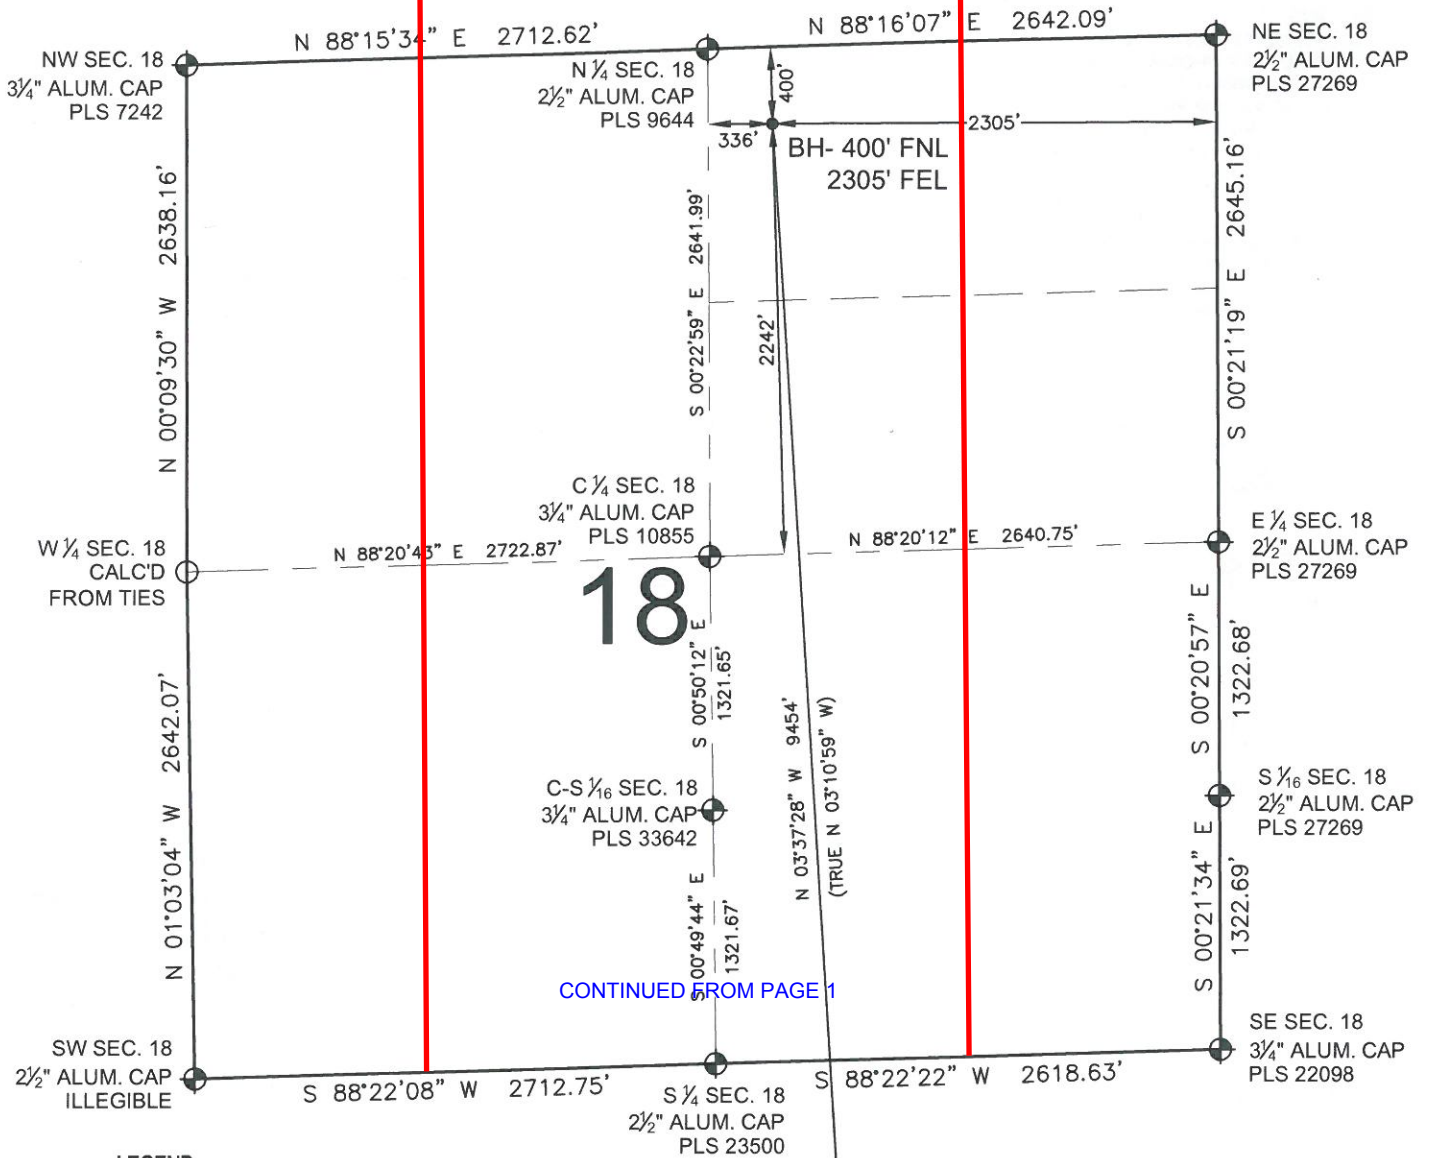 N 88°15'34" E 2712.62'
N 88°16'07" E 2642.09'
NW SEC. 18
3¼" ALUM. CAP
PLS 7242
N ¼ SEC. 18
2½" ALUM. CAP
PLS 9644
NE SEC. 18
2½" ALUM. CAP
PLS 27269
400'
336'
2305'
BH- 400' FNL
2305' FEL
N 00°09'30" W 2638.16'
S 00°22'59" E 2641.99'
2242'
S 00°21'19" E 2645.16'
C ¼ SEC. 18
3¼" ALUM. CAP
PLS 10855
W ¼ SEC. 18
CALC'D
FROM TIES
N 88°20'43" E 2722.87'
N 88°20'12" E 2640.75'
E ¼ SEC. 18
2½" ALUM. CAP
PLS 27269
18
N 01°03'04" W 2642.07'
S 00°50'12" E
1321.65'
N 03°37'28" W 9454'
(TRUE N 03°10'59" W)
S 00°20'57" E
1322.68'
C-S 1⁄16 SEC. 18
3¼" ALUM. CAP
PLS 33642
S 1⁄16 SEC. 18
2½" ALUM. CAP
PLS 27269
S 00°49'44" E
1321.67'
S 00°21'34" E
1322.69'
CONTINUED FROM PAGE 1
SW SEC. 18
2½" ALUM. CAP
ILLEGIBLE
S 88°22'08" W 2712.75'
S ¼ SEC. 18
2½" ALUM. CAP
PLS 23500
S 88°22'22" W 2618.63'
SE SEC. 18
3¼" ALUM. CAP
PLS 22098
LEGEND